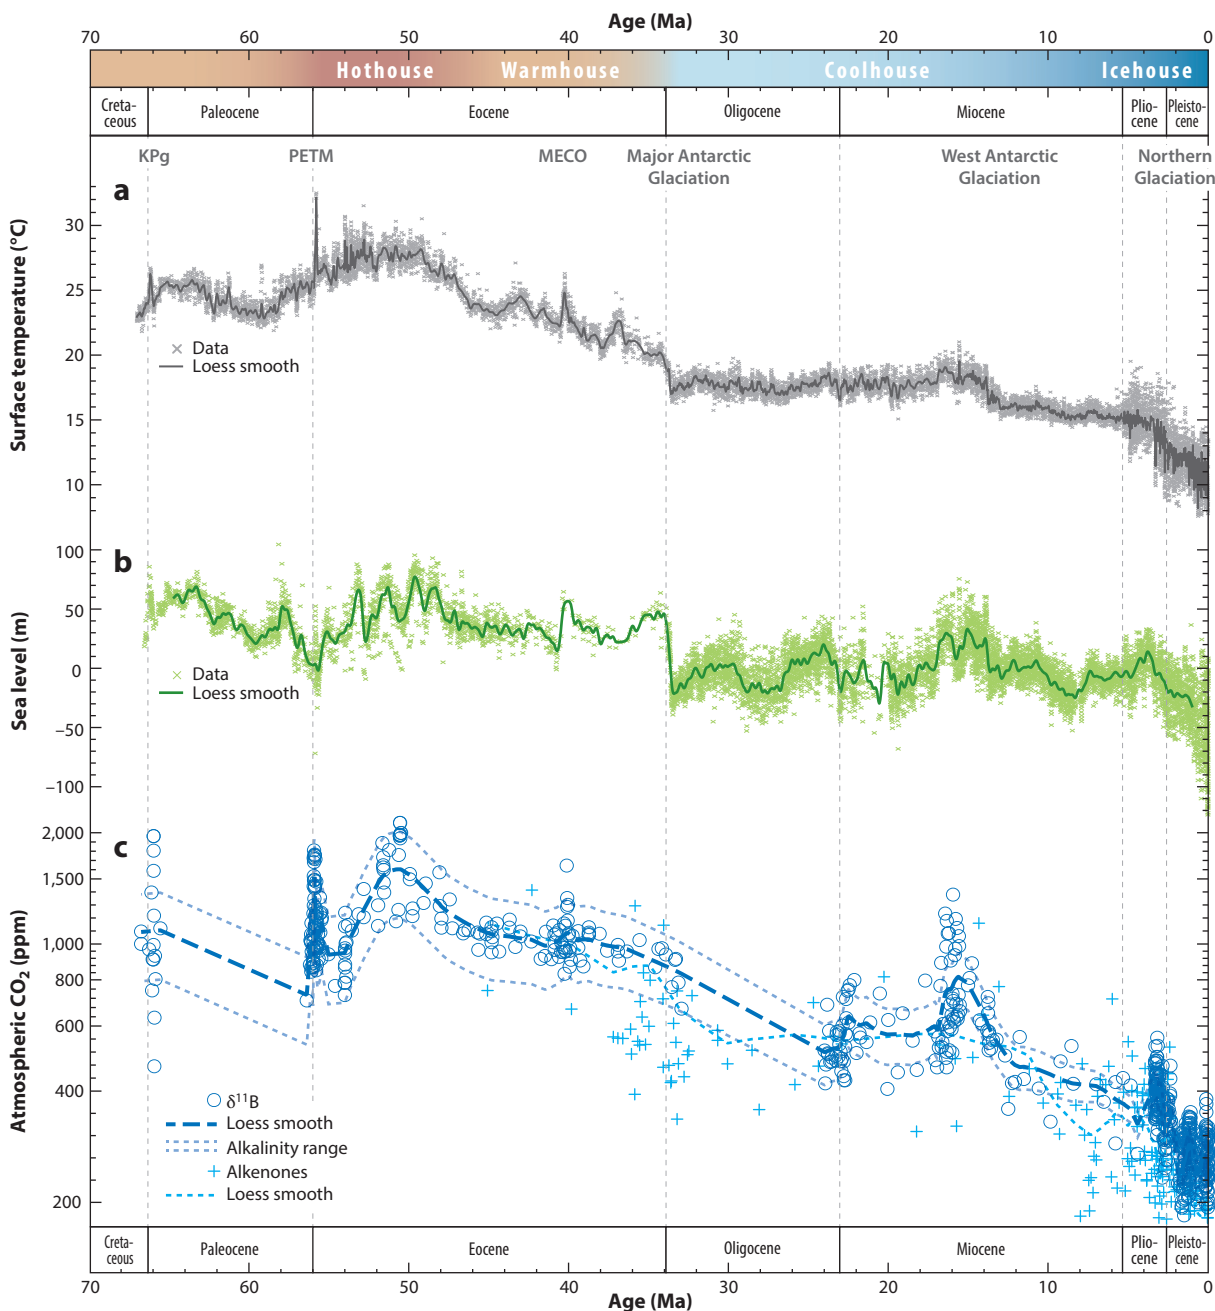 Age (Ma)
70 60 50 40 30 20 10 0
Hothouse Warmhouse Coolhouse Icehouse
Creta-
ceous
Paleocene
Eocene
Oligocene
Miocene
Plio-
cene
Pleisto-
cene
KPg
PETM
MECO
Major Antarctic
Glaciation
West Antarctic
Glaciation
Northern
Glaciation
a
Surface temperature (°C)
30
25
20
15
10
Data
Loess smooth
b
Sea level (m)
100
50
0
−50
−100
Data
Loess smooth
c
Atmospheric CO2 (ppm)
2,000
1,500
1,000
800
600
400
200
δ¹¹B
Loess smooth
Alkalinity range
Alkenones
Loess smooth
Creta-
ceous
Paleocene
Eocene
Oligocene
Miocene
Plio-
cene
Pleisto-
cene
70 60 50 40 30 20 10 0
Age (Ma)